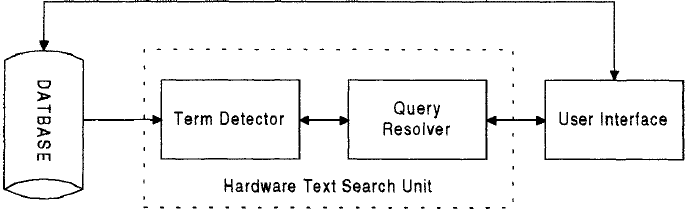 DATBASE
Term Detector
Query
Resolver
User Interface
Hardware Text Search Unit